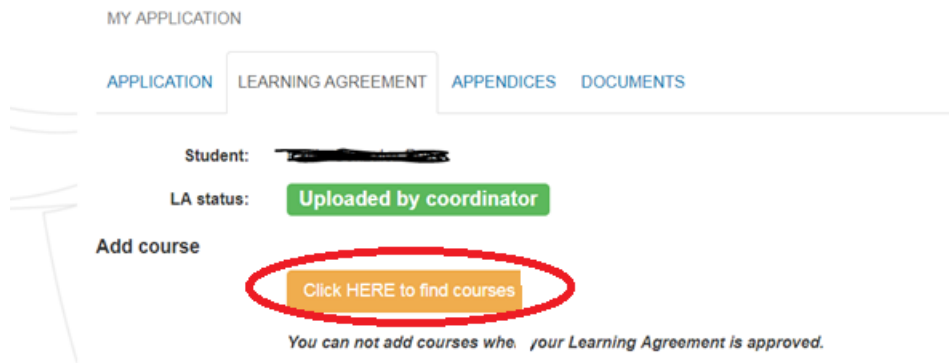 MY APPLICATION
APPLICATION LEARNING AGREEMENT APPENDICES DOCUMENTS
Student:
LA status: Uploaded by coordinator
Add course
Click HERE to find courses
You can not add courses whe. your Learning Agreement is approved.